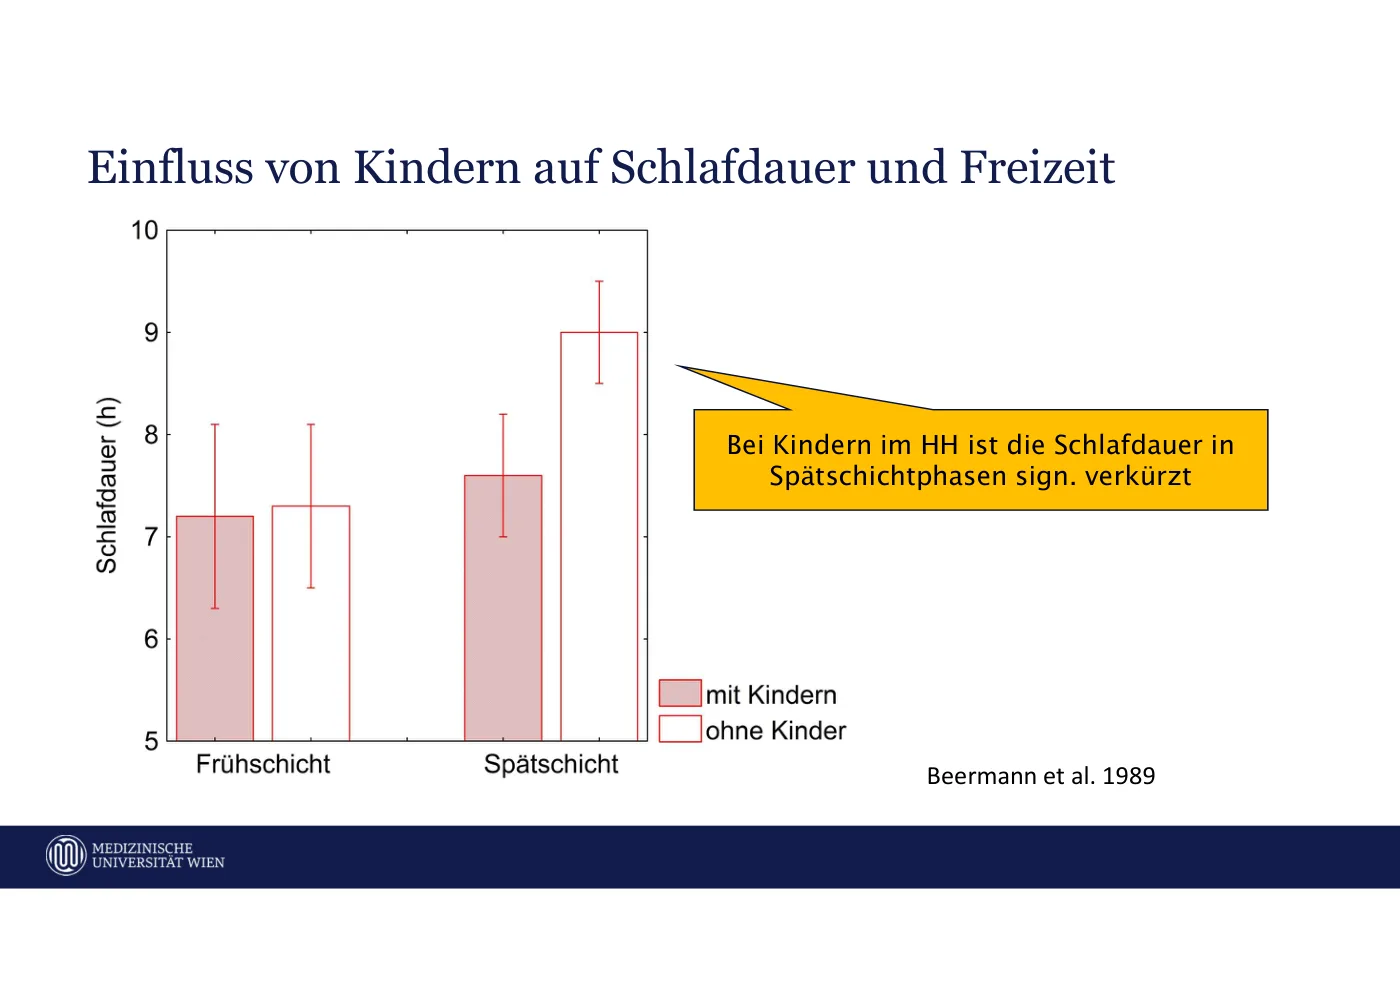 Einfluss von Kindern auf Schlafdauer und Freizeit
10
9
8
7
6
5
Schlafdauer (h)
Frühschicht
Spätschicht
mit Kindern
ohne Kinder
Bei Kindern im HH ist die Schlafdauer in
Spätschichtphasen sign. verkürzt
Beermann et al. 1989
MEDIZINISCHE
UNIVERSITÄT WIEN